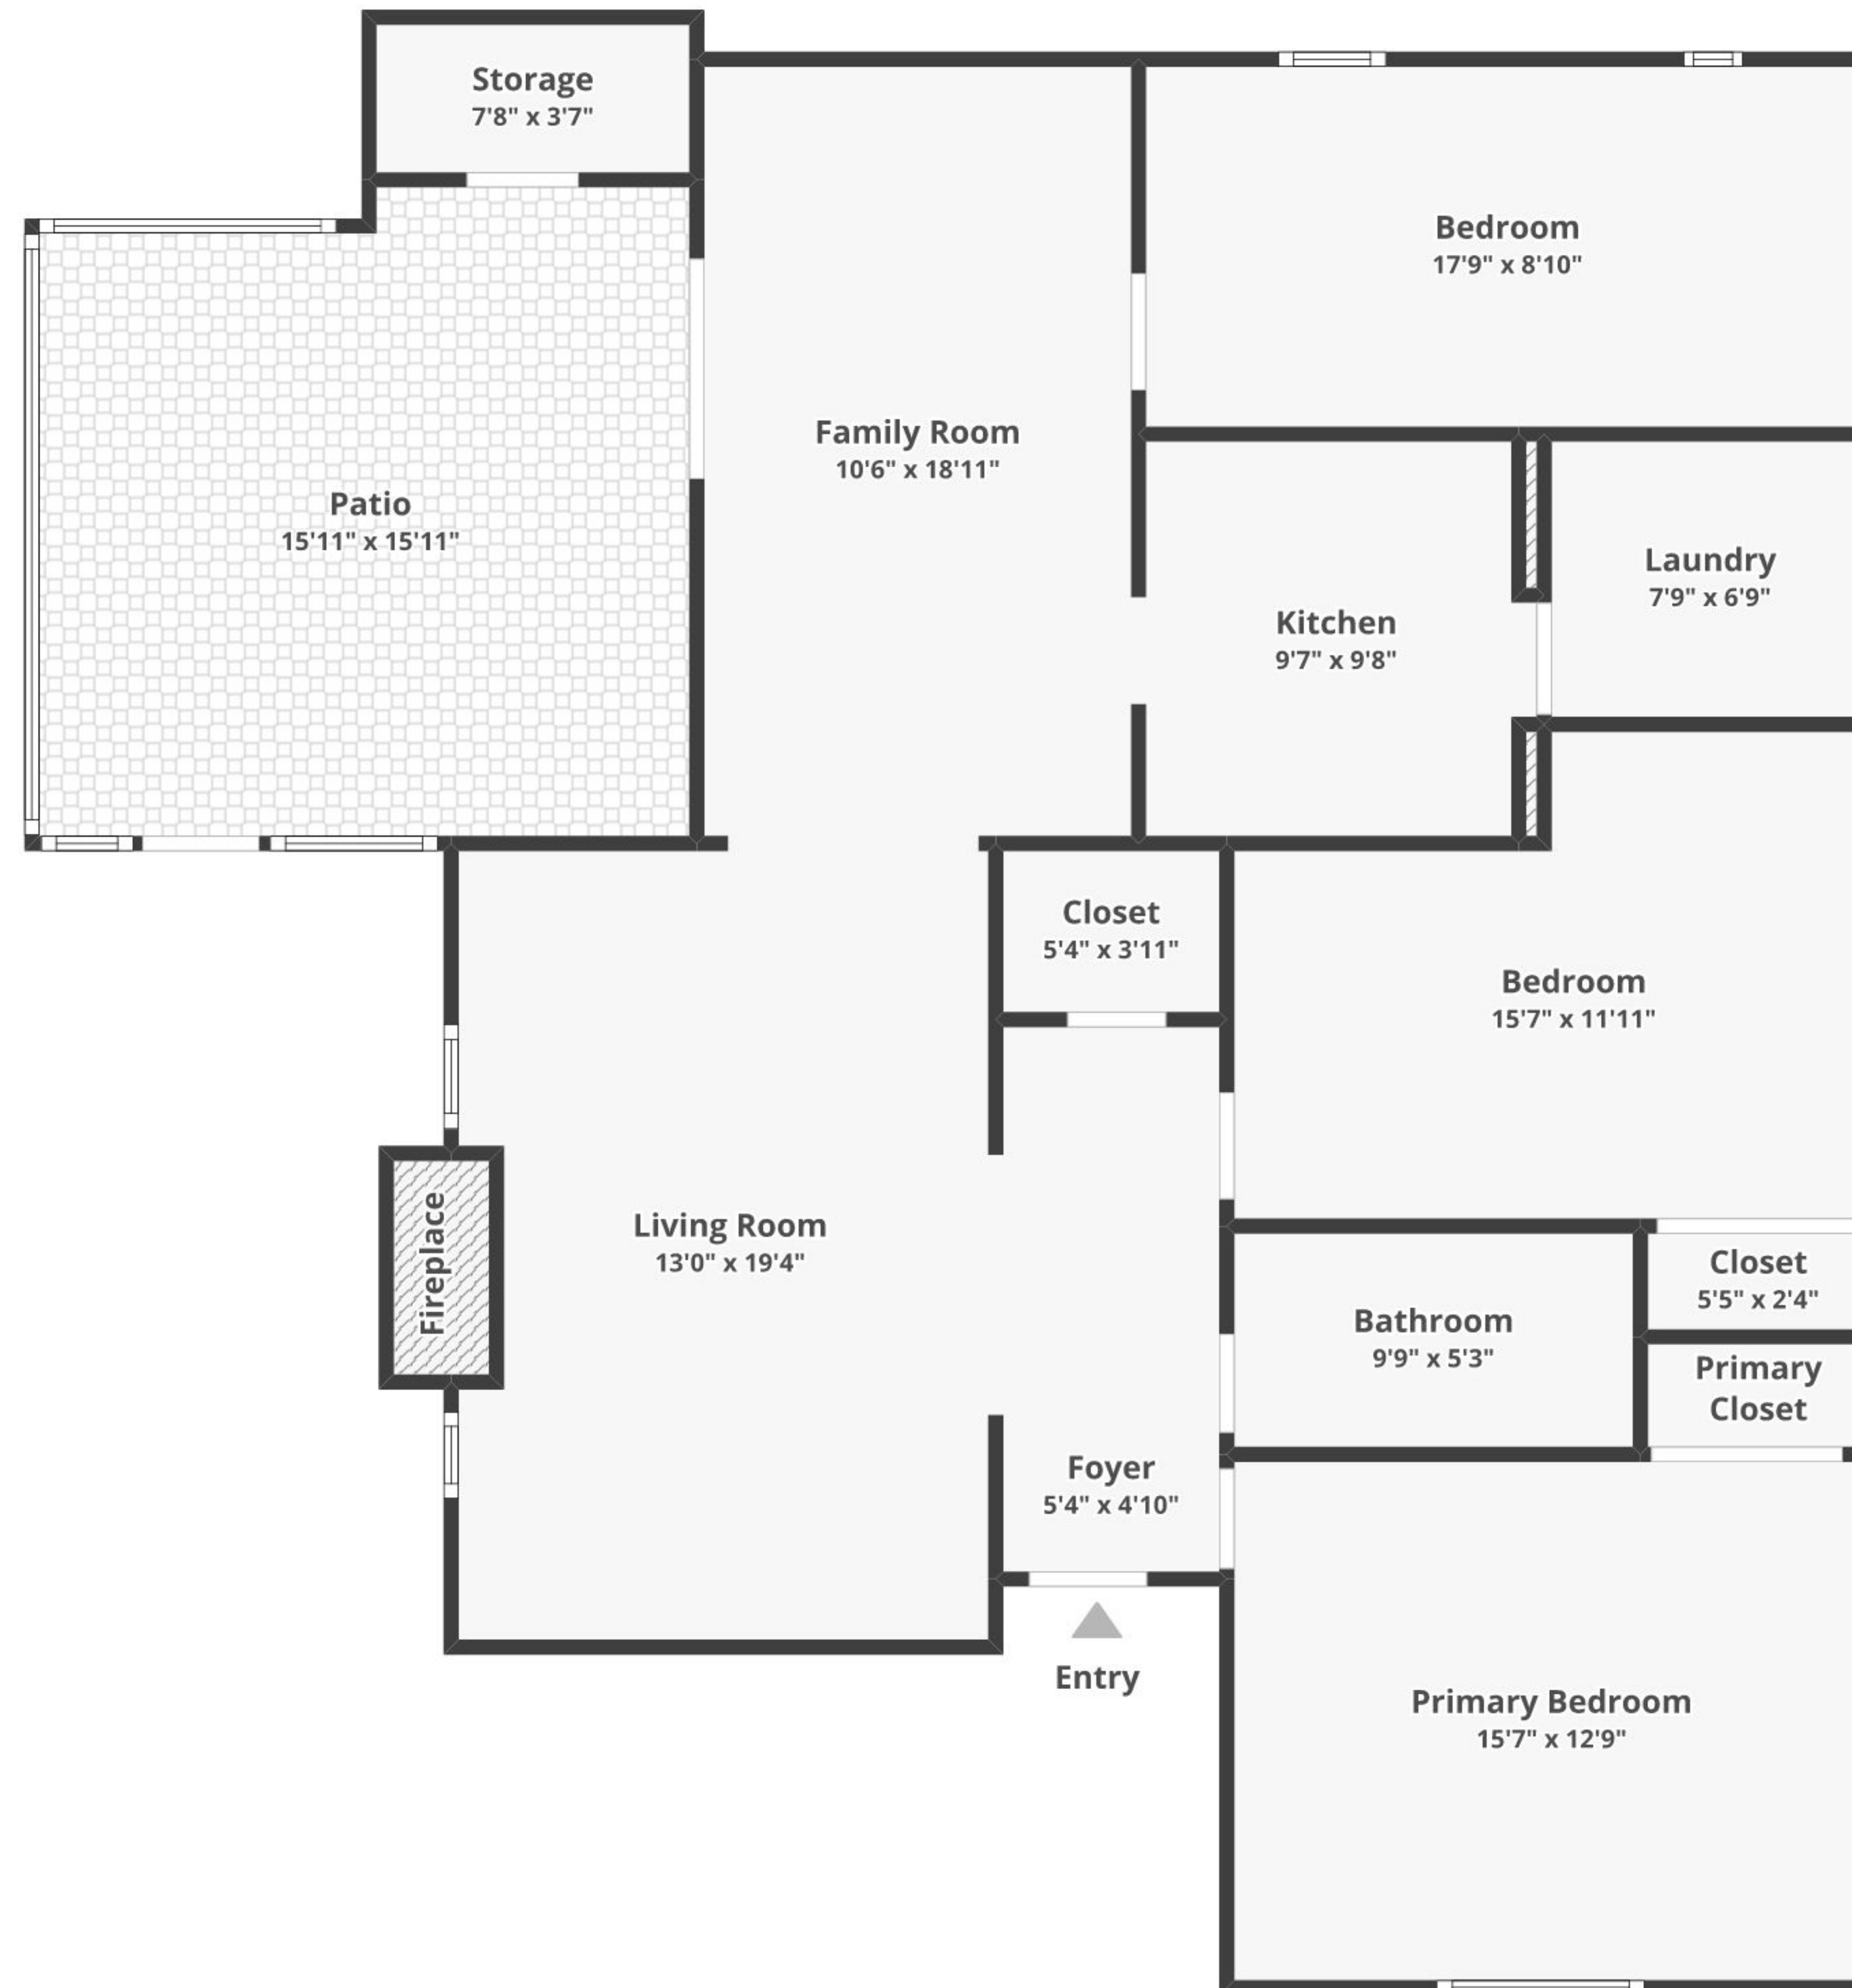 Storage
7'8" x 3'7"
Bedroom
17'9" x 8'10"
Family Room
10'6" x 18'11"
Patio
15'11" x 15'11"
Laundry
7'9" x 6'9"
Kitchen
9'7" x 9'8"
Closet
5'4" x 3'11"
Bedroom
15'7" x 11'11"
Living Room
13'0" x 19'4"
Fireplace
Closet
5'5" x 2'4"
Bathroom
9'9" x 5'3"
Primary
Closet
Foyer
5'4" x 4'10"
Entry
Primary Bedroom
15'7" x 12'9"